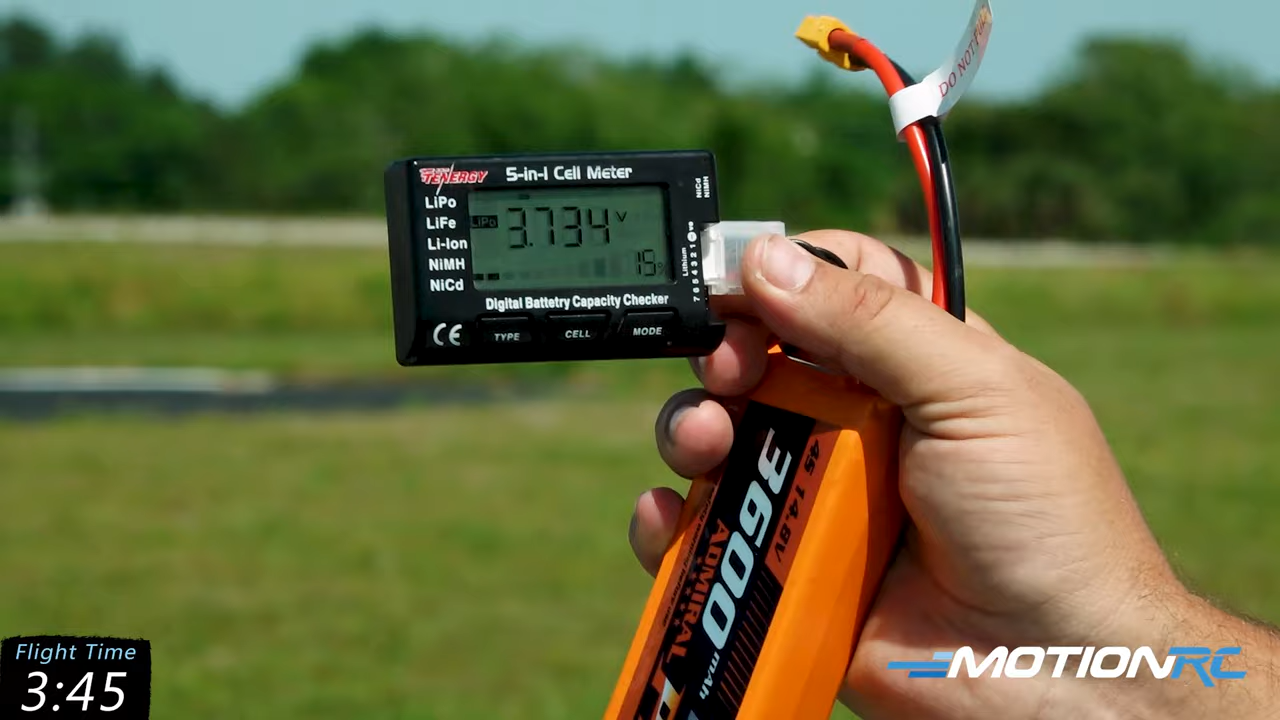 DO NOT FUE
TENERGY 5-in-1 Cell Meter
LiPo
LiFe
Li-Ion
NiMH
NiCd
LiPo 3.734 V
Digital Battetry Capacity Checker
CE TYPE CELL MODE
NiCd
NiMH
Lithium
7 6 5 4 3 2 1
4S 14.8V
3600 mAh
ADMIRAL
Flight Time
3:45
MOTIONRC